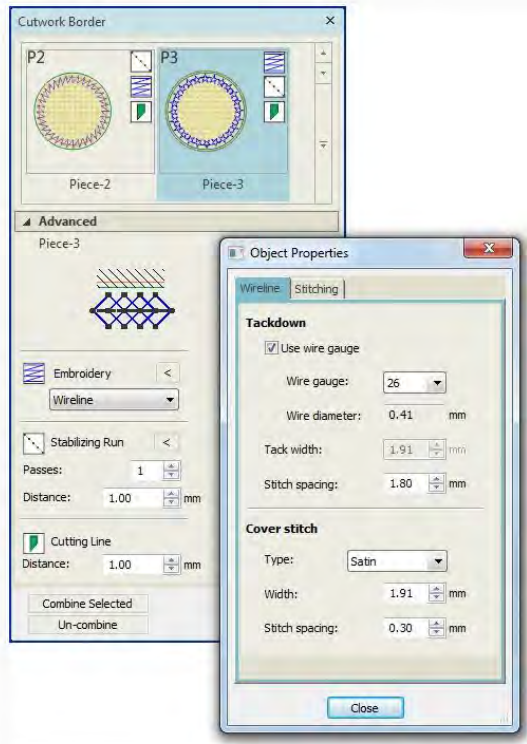 Cutwork Border
P2
P3
Piece-2
Piece-3
Advanced
Piece-3
Embroidery <
Wireline
Stabilizing Run <
Passes: 1
Distance: 1.00 mm
Cutting Line
Distance: 1.00 mm
Combine Selected
Un-combine
Object Properties
Wireline Stitching
Tackdown
Use wire gauge
Wire gauge: 26
Wire diameter: 0.41 mm
Tack width: 1.91 mm
Stitch spacing: 1.80 mm
Cover stitch
Type: Satin
Width: 1.91 mm
Stitch spacing: 0.30 mm
Close